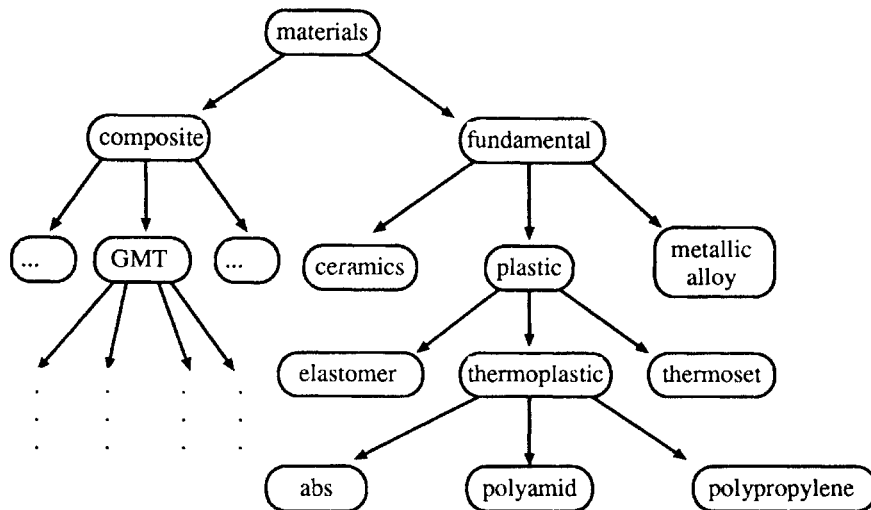 materials
composite
fundamental
...
GMT
...
ceramics
plastic
metallic
alloy
elastomer
thermoplastic
thermoset
abs
polyamid
polypropylene